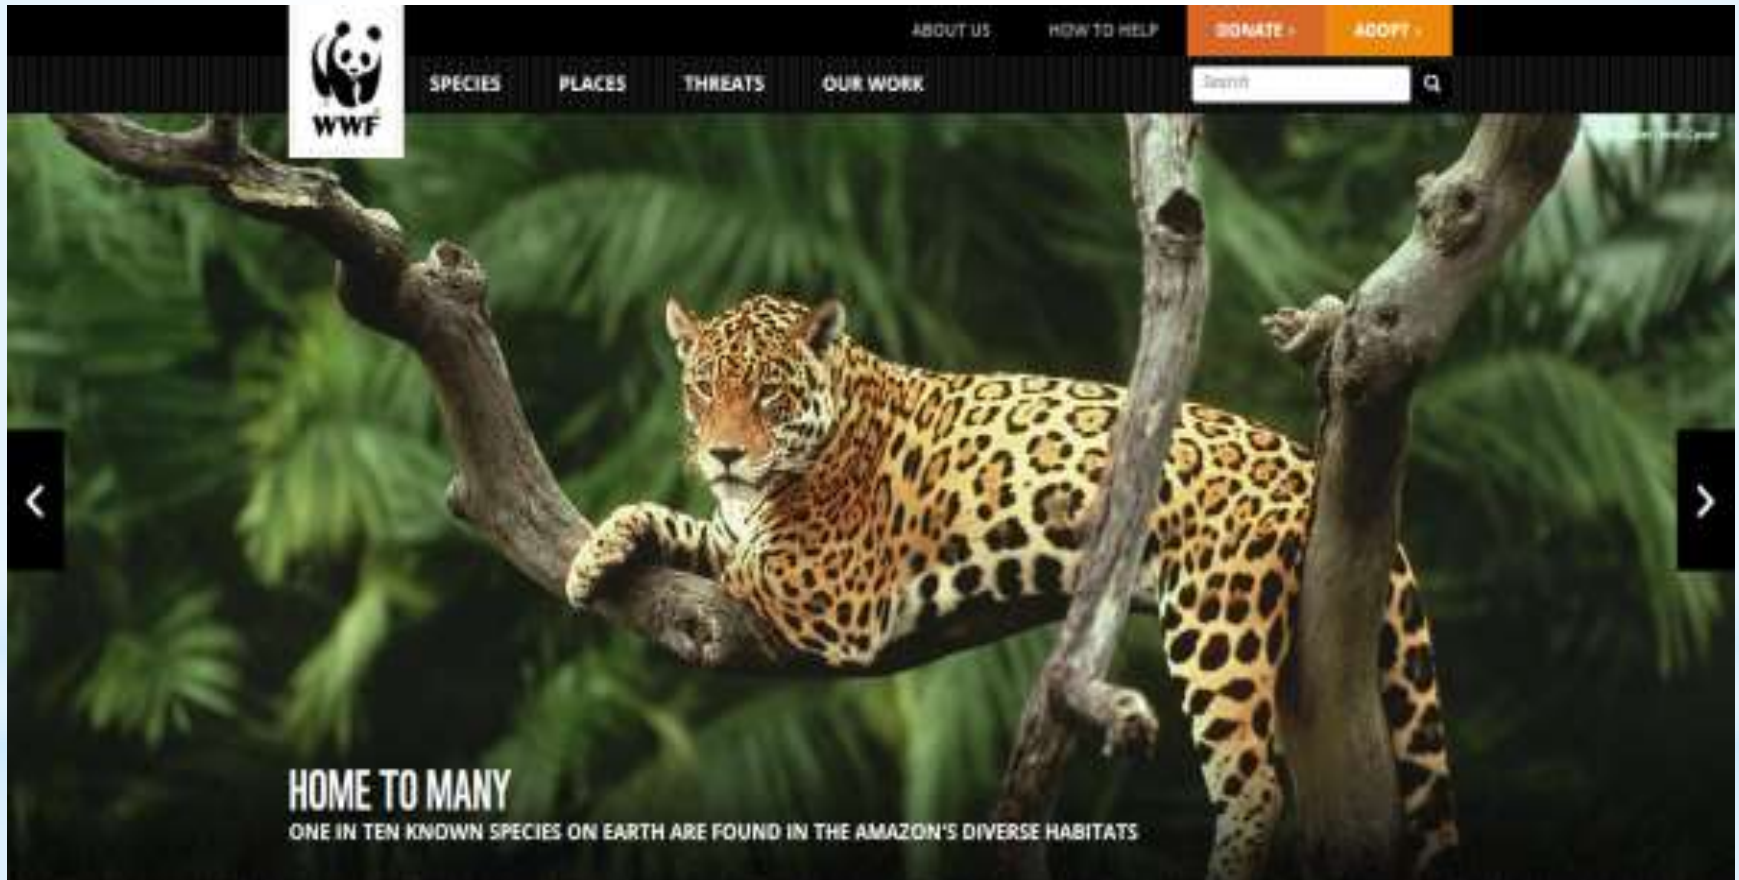 ABOUT US
HOW TO HELP
DONATE ›
ADOPT ›
WWF
SPECIES
PLACES
THREATS
OUR WORK
Search
HOME TO MANY
ONE IN TEN KNOWN SPECIES ON EARTH ARE FOUND IN THE AMAZON'S DIVERSE HABITATS